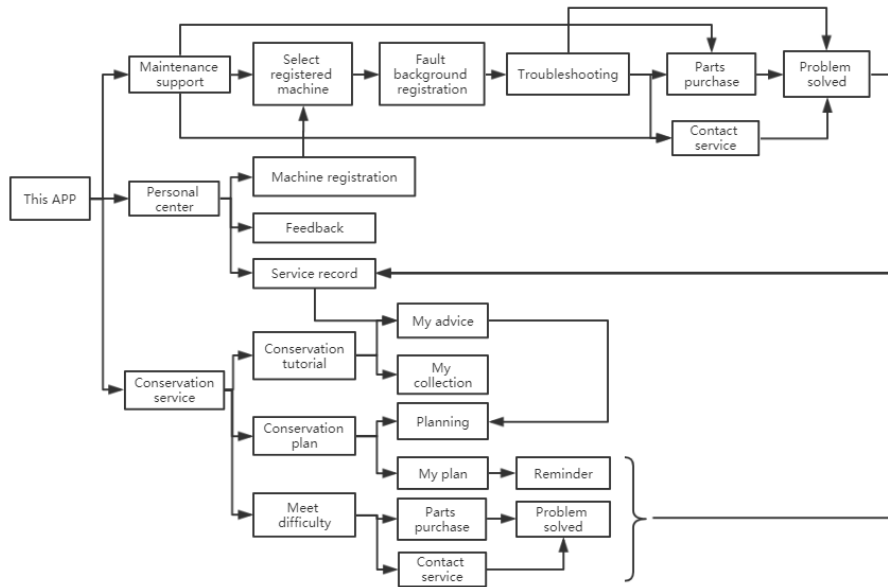 Maintenance
support
Select
registered
machine
Fault
background
registration
Troubleshooting
Parts
purchase
Problem
solved
Contact
service
This APP
Personal
center
Machine registration
Feedback
Service record
Conservation
service
Conservation
tutorial
My advice
My
collection
Conservation
plan
Planning
My plan
Reminder
Meet
difficulty
Parts
purchase
Problem
solved
Contact
service